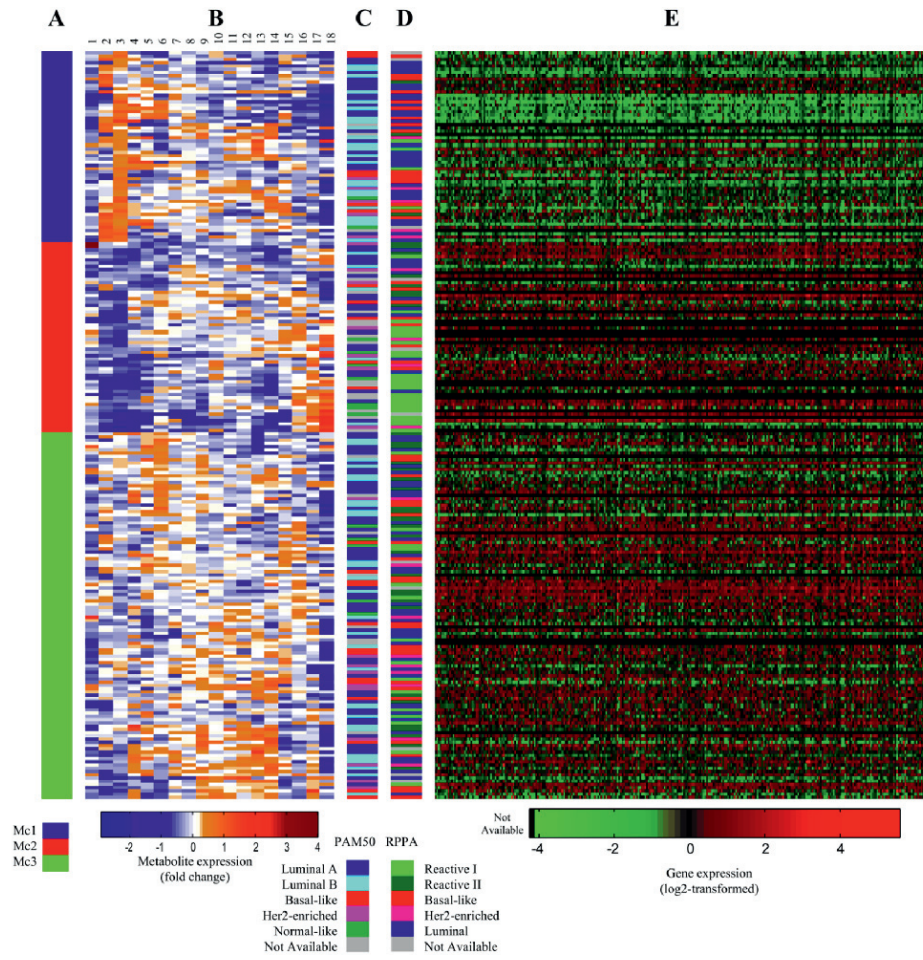 A B C D E
1 2 3 4 5 6 7 8 9 10 11 12 13 14 15 16 17 18
Mc1
Mc2
Mc3
-2 -1 0 1 2 3 4
Metabolite expression
(fold change)
PAM50 RPPA
Luminal A
Luminal B
Basal-like
Her2-enriched
Normal-like
Not Available
Reactive I
Reactive II
Basal-like
Her2-enriched
Luminal
Not Available
Not
Available
-4 -2 0 2 4
Gene expression
(log2-transformed)